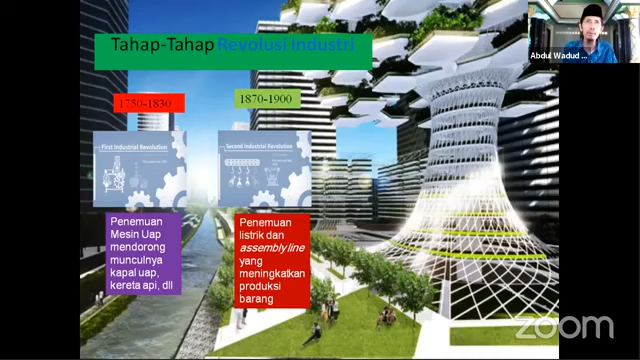 Tahap-Tahap Revolusi Industri
Abdul Wadud ...
1750-1830
1870-1900
First Industrial Revolution
Second Industrial Revolution
Penemuan
Mesin Uap
mendorong
munculnya
kapal uap,
kereta api, dll
Penemuan
listrik dan
assembly line
yang
meningkatkan
produksi
barang
zoom